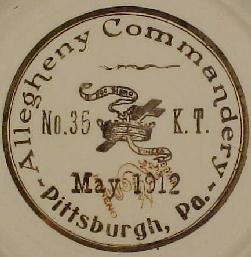 Allegheny Commandery
No. 35 K. T.
May 1912
Pittsburgh, Pa.